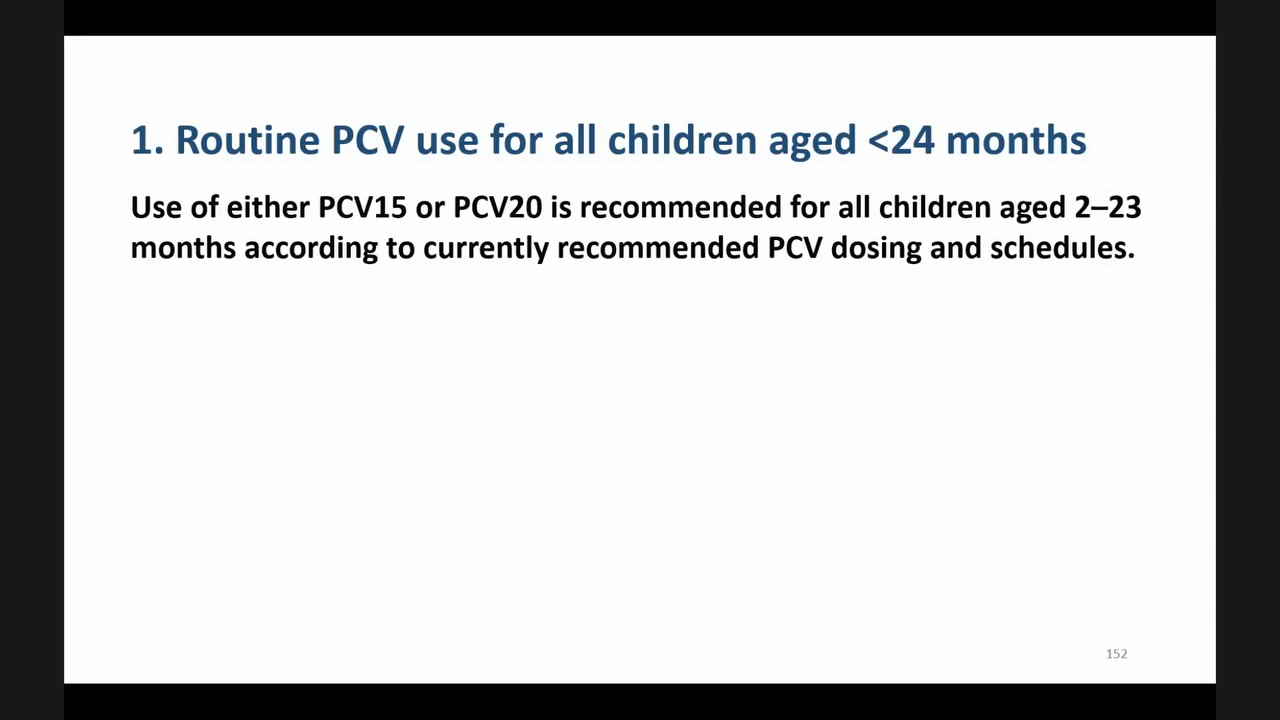 1. Routine PCV use for all children aged <24 months
Use of either PCV15 or PCV20 is recommended for all children aged 2–23
months according to currently recommended PCV dosing and schedules.
152